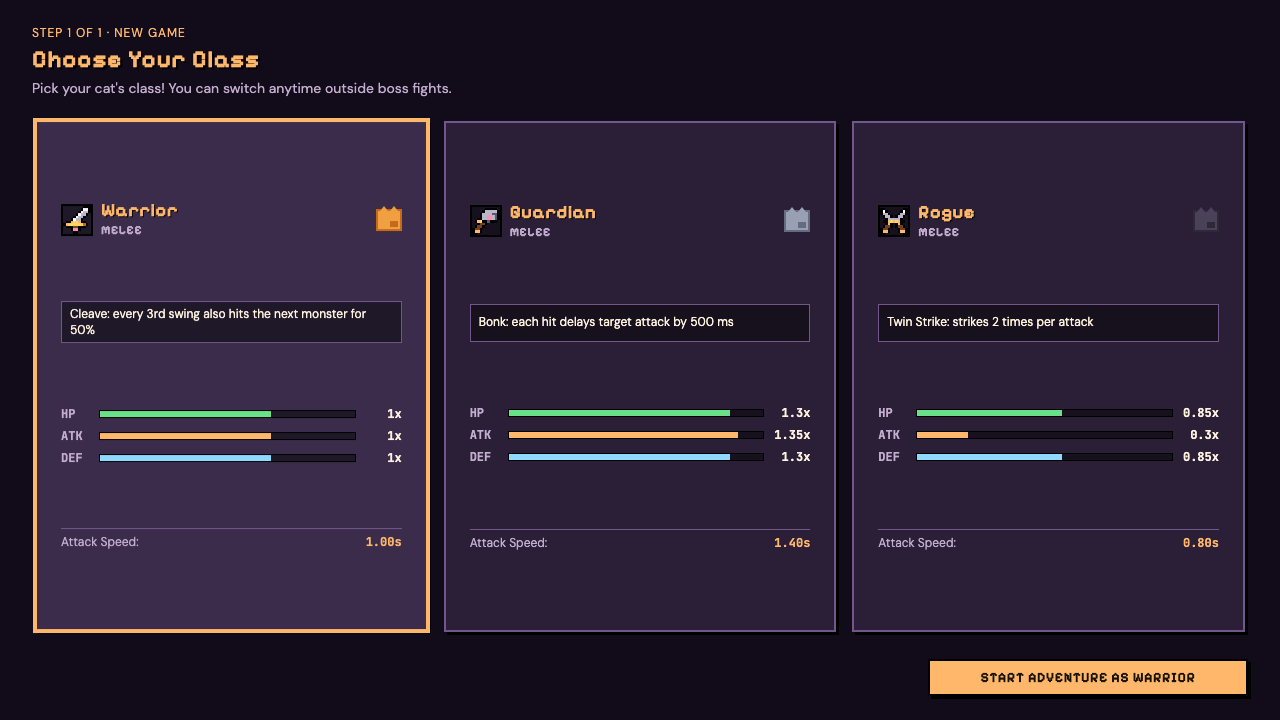 STEP 1 OF 1 · NEW GAME
Choose Your Class
Pick your cat's class! You can switch anytime outside boss fights.
Warrior
MELEE
Cleave: every 3rd swing also hits the next monster for
50%
HP 1x
ATK 1x
DEF 1x
Attack Speed: 1.00s
Guardian
MELEE
Bonk: each hit delays target attack by 500 ms
HP 1.3x
ATK 1.35x
DEF 1.3x
Attack Speed: 1.40s
Rogue
MELEE
Twin Strike: strikes 2 times per attack
HP 0.85x
ATK 0.3x
DEF 0.85x
Attack Speed: 0.80s
START ADVENTURE AS WARRIOR